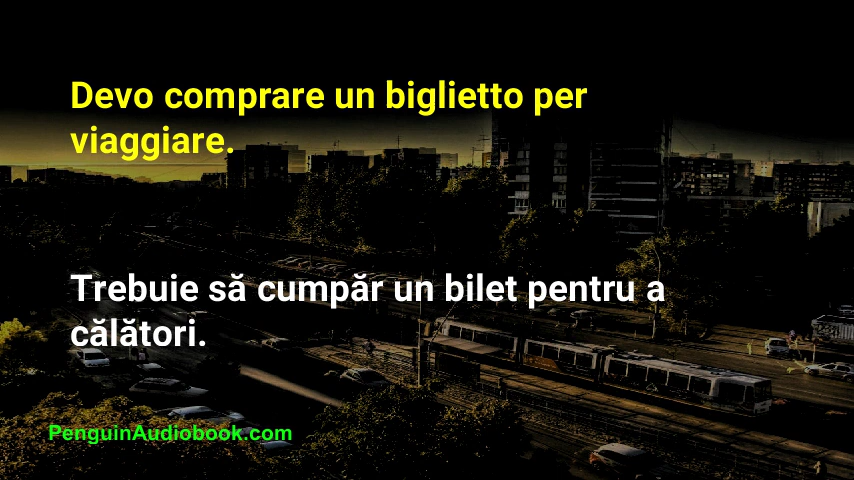 Devo comprare un biglietto per
viaggiare.
Trebuie să cumpăr un bilet pentru a
călători.
PenguinAudiobook.com